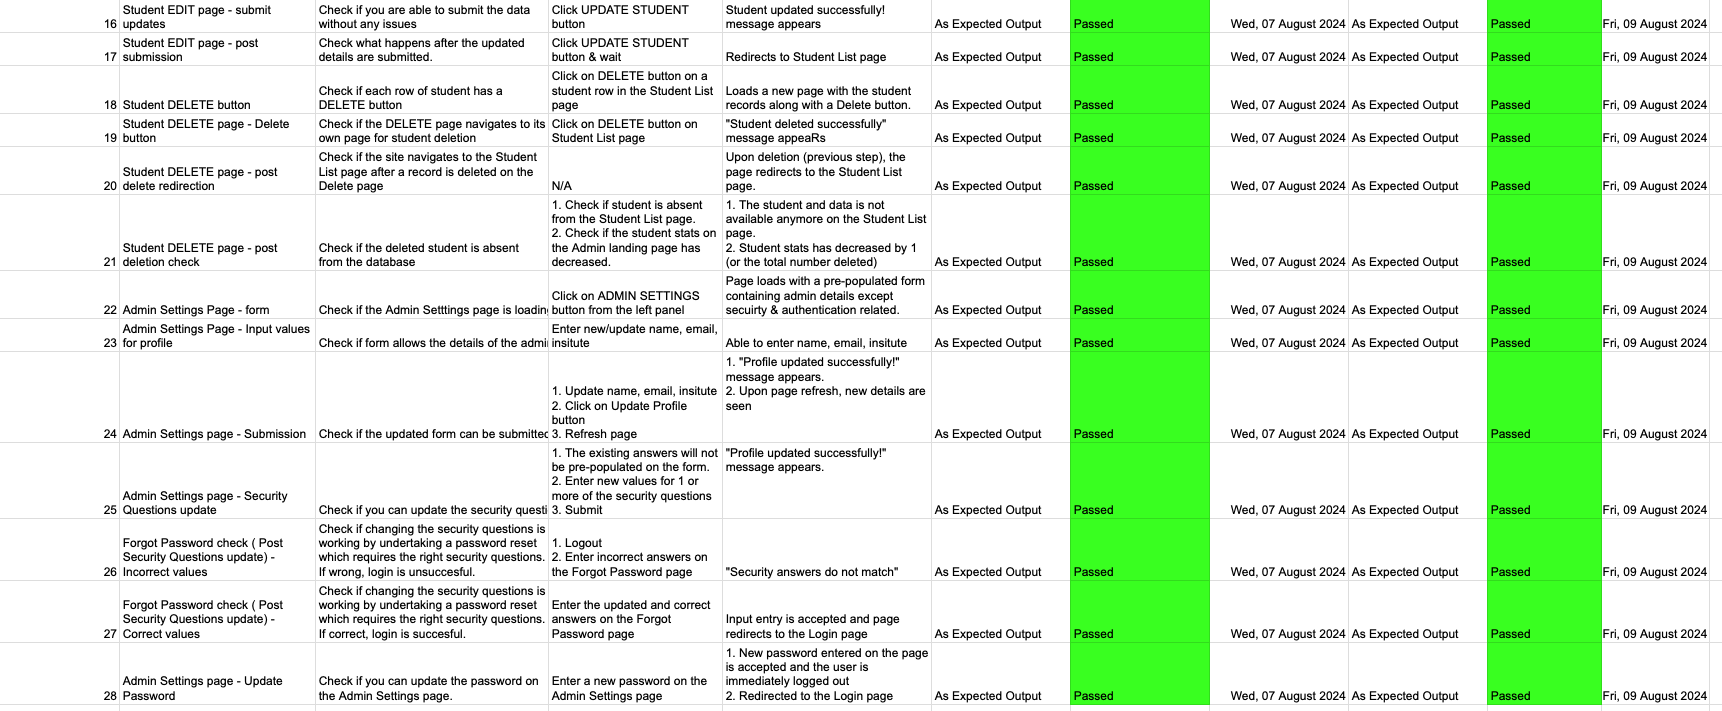 16 Student EDIT page - submit updates Check if you are able to submit the data without any issues Click UPDATE STUDENT button Student updated successfully! message appears As Expected Output Passed Wed, 07 August 2024 As Expected Output Passed Fri, 09 August 2024
17 Student EDIT page - post submission Check what happens after the updated details are submitted. Click UPDATE STUDENT button & wait Redirects to Student List page As Expected Output Passed Wed, 07 August 2024 As Expected Output Passed Fri, 09 August 2024
18 Student DELETE button Check if each row of student has a DELETE button Click on DELETE button on a student row in the Student List page Loads a new page with the student records along with a Delete button. As Expected Output Passed Wed, 07 August 2024 As Expected Output Passed Fri, 09 August 2024
19 Student DELETE page - Delete button Check if the DELETE page navigates to its own page for student deletion Click on DELETE button on Student List page "Student deleted successfully" message appeaRs As Expected Output Passed Wed, 07 August 2024 As Expected Output Passed Fri, 09 August 2024
20 Student DELETE page - post delete redirection Check if the site navigates to the Student List page after a record is deleted on the Delete page N/A Upon deletion (previous step), the page redirects to the Student List page. As Expected Output Passed Wed, 07 August 2024 As Expected Output Passed Fri, 09 August 2024
21 Student DELETE page - post deletion check Check if the deleted student is absent from the database 1. Check if student is absent from the Student List page. 2. Check if the student stats on the Admin landing page has decreased. 1. The student and data is not available anymore on the Student List page. 2. Student stats has decreased by 1 (or the total number deleted) As Expected Output Passed Wed, 07 August 2024 As Expected Output Passed Fri, 09 August 2024
22 Admin Settings Page - form Check if the Admin Setttings page is loading Click on ADMIN SETTINGS button from the left panel Page loads with a pre-populated form containing admin details except secuirty & authentication related. As Expected Output Passed Wed, 07 August 2024 As Expected Output Passed Fri, 09 August 2024
23 Admin Settings Page - Input values for profile Check if form allows the details of the admi Enter new/update name, email, insitute Able to enter name, email, insitute As Expected Output Passed Wed, 07 August 2024 As Expected Output Passed Fri, 09 August 2024
24 Admin Settings page - Submission Check if the updated form can be submitted 1. Update name, email, insitute 2. Click on Update Profile button 3. Refresh page 1. "Profile updated successfully!" message appears. 2. Upon page refresh, new details are seen As Expected Output Passed Wed, 07 August 2024 As Expected Output Passed Fri, 09 August 2024
25 Admin Settings page - Security Questions update Check if you can update the security questi 1. The existing answers will not be pre-populated on the form. 2. Enter new values for 1 or more of the security questions 3. Submit "Profile updated successfully!" message appears. As Expected Output Passed Wed, 07 August 2024 As Expected Output Passed Fri, 09 August 2024
26 Forgot Password check ( Post Security Questions update) - Incorrect values Check if changing the security questions is working by undertaking a password reset which requires the right security questions. If wrong, login is unsuccesful. 1. Logout 2. Enter incorrect answers on the Forgot Password page "Security answers do not match" As Expected Output Passed Wed, 07 August 2024 As Expected Output Passed Fri, 09 August 2024
27 Forgot Password check ( Post Security Questions update) - Correct values Check if changing the security questions is working by undertaking a password reset which requires the right security questions. If correct, login is succesful. Enter the updated and correct answers on the Forgot Password page Input entry is accepted and page redirects to the Login page As Expected Output Passed Wed, 07 August 2024 As Expected Output Passed Fri, 09 August 2024
28 Admin Settings page - Update Password Check if you can update the password on the Admin Settings page. Enter a new password on the Admin Settings page 1. New password entered on the page is accepted and the user is immediately logged out 2. Redirected to the Login page As Expected Output Passed Wed, 07 August 2024 As Expected Output Passed Fri, 09 August 2024